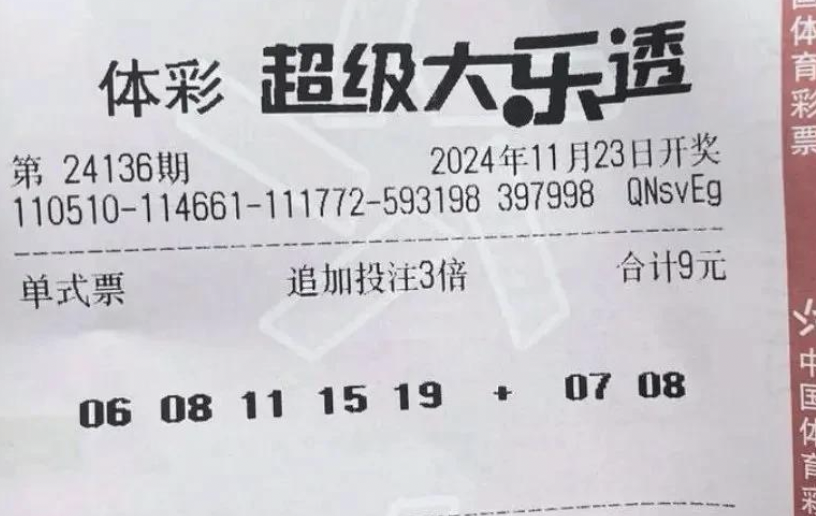 体彩 超级大乐透
第 24136期 2024年11月23日开奖
110510-114661-111772-593198 397998 QNsvEg
单式票 追加投注3倍 合计9元
06 08 11 15 19 + 07 08
国体育彩票
中国体育彩